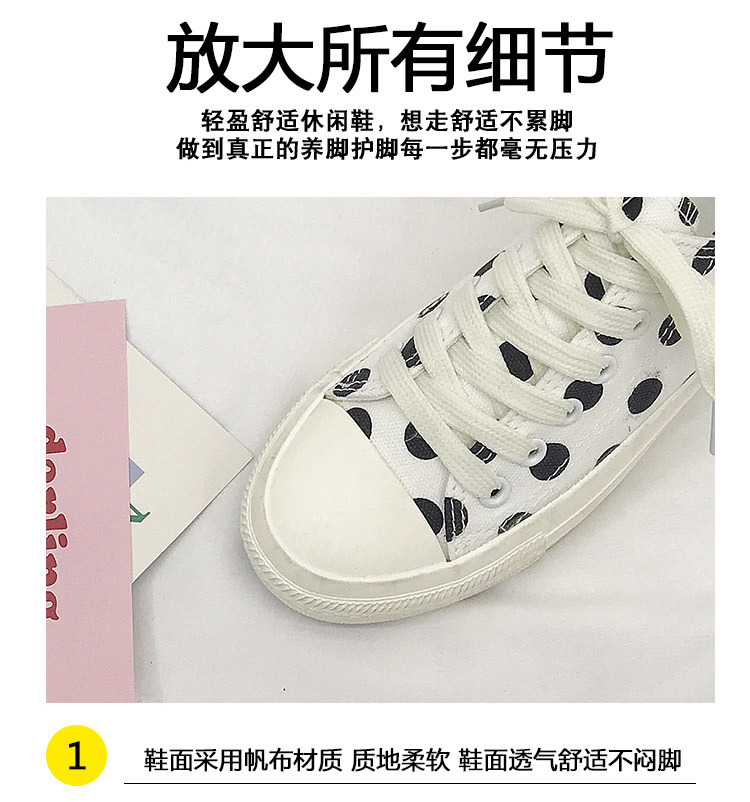 放大所有细节
轻盈舒适休闲鞋，想走舒适不累脚
做到真正的养脚护脚每一步都毫无压力
darling
1 鞋面采用帆布材质 质地柔软 鞋面透气舒适不闷脚